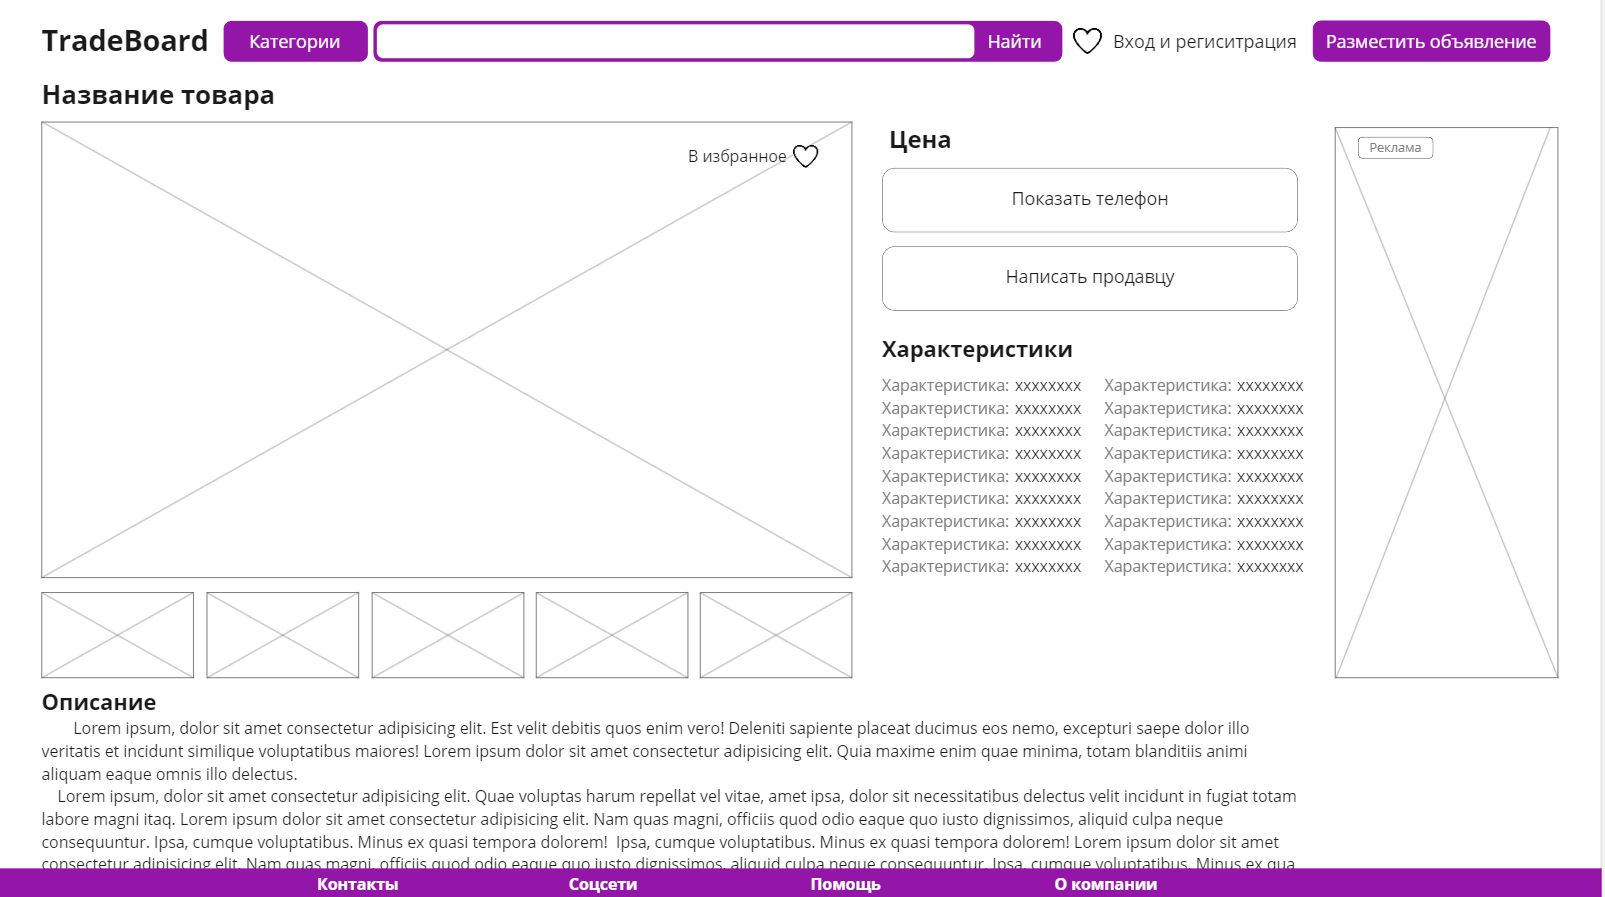 TradeBoard Категории Найти Вход и региситрация Разместить объявление
Название товара
В избранное
Цена
Показать телефон
Написать продавцу
Характеристики
Характеристика: xxxxxxxx Характеристика: xxxxxxxx
Характеристика: xxxxxxxx Характеристика: xxxxxxxx
Характеристика: xxxxxxxx Характеристика: xxxxxxxx
Характеристика: xxxxxxxx Характеристика: xxxxxxxx
Характеристика: xxxxxxxx Характеристика: xxxxxxxx
Характеристика: xxxxxxxx Характеристика: xxxxxxxx
Характеристика: xxxxxxxx Характеристика: xxxxxxxx
Характеристика: xxxxxxxx Характеристика: xxxxxxxx
Характеристика: xxxxxxxx Характеристика: xxxxxxxx
Реклама
Описание
Lorem ipsum, dolor sit amet consectetur adipisicing elit. Est velit debitis quos enim vero! Deleniti sapiente placeat ducimus eos nemo, excepturi saepe dolor illo
veritatis et incidunt similique voluptatibus maiores! Lorem ipsum dolor sit amet consectetur adipisicing elit. Quia maxime enim quae minima, totam blanditiis animi
aliquam eaque omnis illo delectus.
Lorem ipsum, dolor sit amet consectetur adipisicing elit. Quae voluptas harum repellat vel vitae, amet ipsa, dolor sit necessitatibus delectus velit incidunt in fugiat totam
labore magni itaq. Lorem ipsum dolor sit amet consectetur adipisicing elit. Nam quas magni, officiis quod odio eaque quo iusto dignissimos, aliquid culpa neque
consequuntur. Ipsa, cumque voluptatibus. Minus ex quasi tempora dolorem! Ipsa, cumque voluptatibus. Minus ex quasi tempora dolorem! Lorem ipsum dolor sit amet
consectetur adipisicing elit. Nam quas magni, officiis quod odio eaque quo iusto dignissimos, aliquid culpa neque consequuntur. Ipsa, cumque voluptatibus. Minus ex qua
Контакты Соцсети Помощь О компании